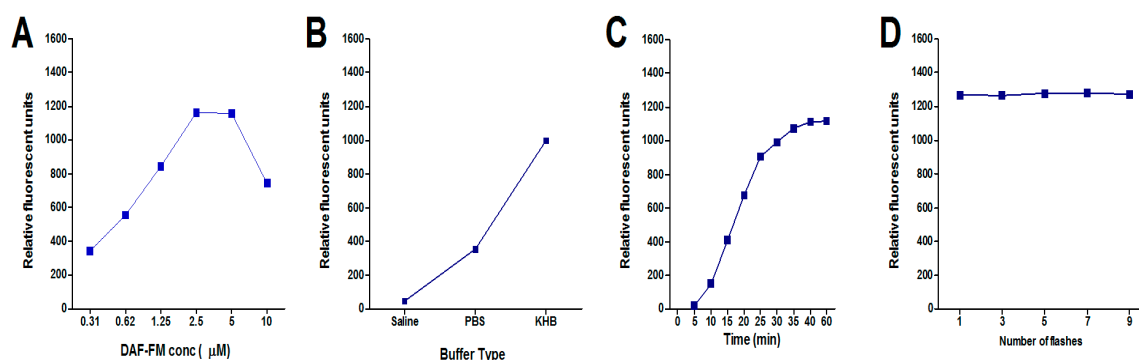 A
Relative fluorescent units
1600
1400
1200
1000
800
600
400
200
0
0.31 0.62 1.25 2.5 5 10
DAF-FM conc ( μM)
B
Relative fluorescent units
1600
1400
1200
1000
800
600
400
200
0
Saline PBS KHB
Buffer Type
C
Relative fluorescent units
1600
1400
1200
1000
800
600
400
200
0
0 5 10 15 20 25 30 35 40 60
Time (min)
D
Relative fluorescent units
1600
1400
1200
1000
800
600
400
200
0
1 3 5 7 9
Number of flashes